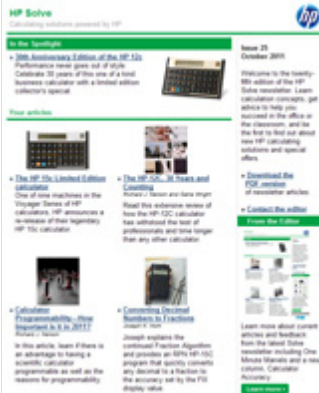 HP Solve
Calculating solutions powered by HP
hp
In the Spotlight
» 30th Anniversary Edition of the HP 12c
Performance never goes out of style.
Celebrate 30 years of this one of a kind
business calculator with a limited edition
collector's special.
Your articles
» The HP 15c Limited Edition
calculator
One of nine machines in the
Voyager Series of HP
calculators, HP announces a
re-release of their legendary
HP 15c calculator.
» The HP-12C, 30 Years and
Counting
Richard J. Nelson and Gene Wright
Read this extensive review of
how the HP-12C calculator
has withstood the test of
professionals and time longer
than any other calculator.
» Calculator
Programmability--How
Important is it in 2011?
Richard J. Nelson
In this article, learn if there is
an advantage to having a
scientific calculator
programmable as well as the
reasons for programmability.
» Converting Decimal
Numbers to Fractions
Joseph K. Horn
Joseph explains the
continued Fraction Algorithm
and provides an RPN HP-15C
program that quickly converts
any decimal to a fraction to
the accuracy set by the FIX
display value.
Issue 25
October 2011
Welcome to the twenty-
fifth edition of the HP
Solve newsletter. Learn
calculation concepts, get
advice to help you
succeed in the office or
the classroom, and be
the first to find out about
new HP calculating
solutions and special
offers.
» Download the
PDF version
of newsletter articles.
» Contact the editor
From the Editor
Learn more about current
articles and feedback
from the latest Solve
newsletter including One
Minute Marvels and a new
column, Calculator
Accuracy.
Learn more »